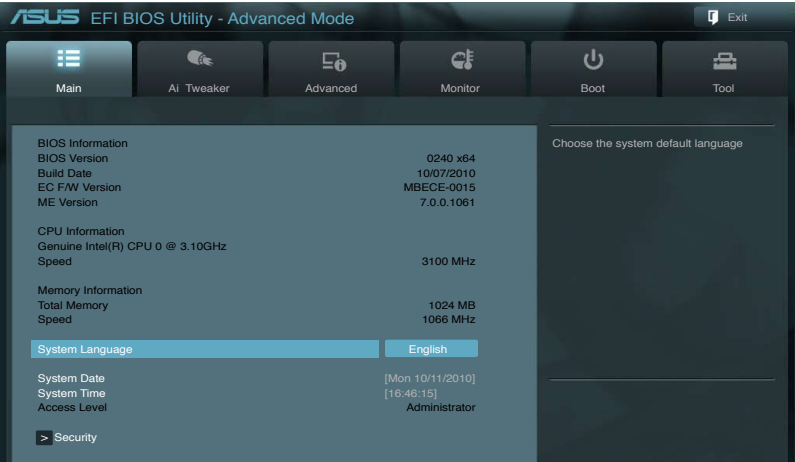 ASUS EFI BIOS Utility - Advanced Mode
Exit
Main Ai Tweaker Advanced Monitor Boot Tool
BIOS Information
BIOS Version 0240 x64
Build Date 10/07/2010
EC F/W Version MBECE-0015
ME Version 7.0.0.1061
CPU Information
Genuine Intel(R) CPU 0 @ 3.10GHz
Speed 3100 MHz
Memory Information
Total Memory 1024 MB
Speed 1066 MHz
System Language English
System Date [Mon 10/11/2010]
System Time [16:46:15]
Access Level Administrator
> Security
Choose the system default language